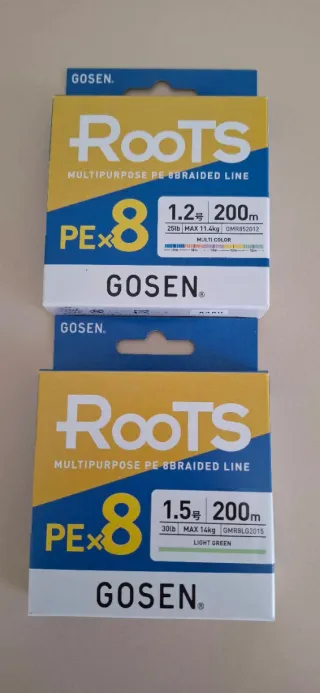 GOSEN®
RooTS
MULTIPURPOSE PE 8BRAIDED LINE
PE×8
1.2号 200m
25lb MAX 11.4kg GMR852012
MULTI COLOR
GOSEN®
GOSEN®
RooTS
MULTIPURPOSE PE 8BRAIDED LINE
PE×8
1.5号 200m
30lb MAX 14kg GMR8LG2015
LIGHT GREEN
GOSEN®